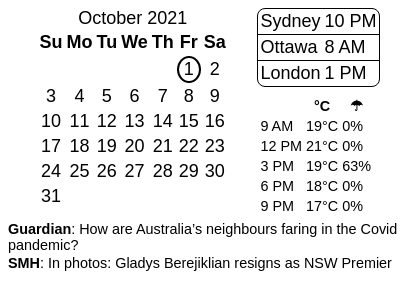 October 2021
Su Mo Tu We Th Fr Sa
1 2
3 4 5 6 7 8 9
10 11 12 13 14 15 16
17 18 19 20 21 22 23
24 25 26 27 28 29 30
31
Sydney 10 PM
Ottawa 8 AM
London 1 PM
°C ☂
9 AM 19°C 0%
12 PM 21°C 0%
3 PM 19°C 63%
6 PM 18°C 0%
9 PM 17°C 0%
Guardian: How are Australia’s neighbours faring in the Covid
pandemic?
SMH: In photos: Gladys Berejiklian resigns as NSW Premier